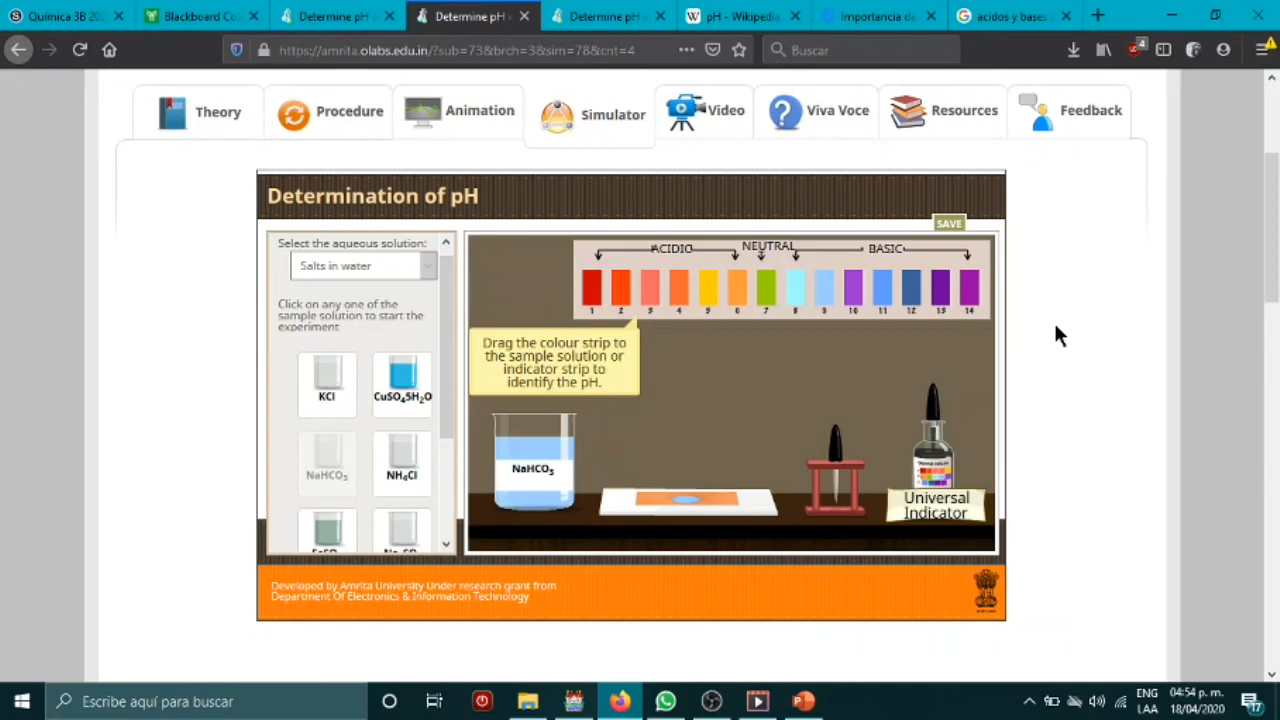 Química 3B 202
Blackboard Col
Determine pH
Determine pH
Determine pH
pH - Wikipedia,
Importancia de
acidos y bases
https://amrita.olabs.edu.in/?sub=73&brch=3&sim=78&cnt=4
Buscar
4
Theory
Procedure
Animation
Simulator
Video
Viva Voce
Resources
Feedback
Determination of pH
SAVE
Select the aqueous solution:
Salts in water
Click on any one of the
sample solution to start the
experiment
KCl
CuSO45H2O
NaHCO3
NH4Cl
ACIDIC
NEUTRAL
BASIC
1 2 3 4 5 6 7 8 9 10 11 12 13 14
Drag the colour strip to
the sample solution or
indicator strip to
identify the pH.
NaHCO3
Universal
Indicator
Developed by Amrita University Under research grant from
Department Of Electronics & Information Technology
Escribe aquí para buscar
ENG
LAA
04:54 p. m.
18/04/2020
17